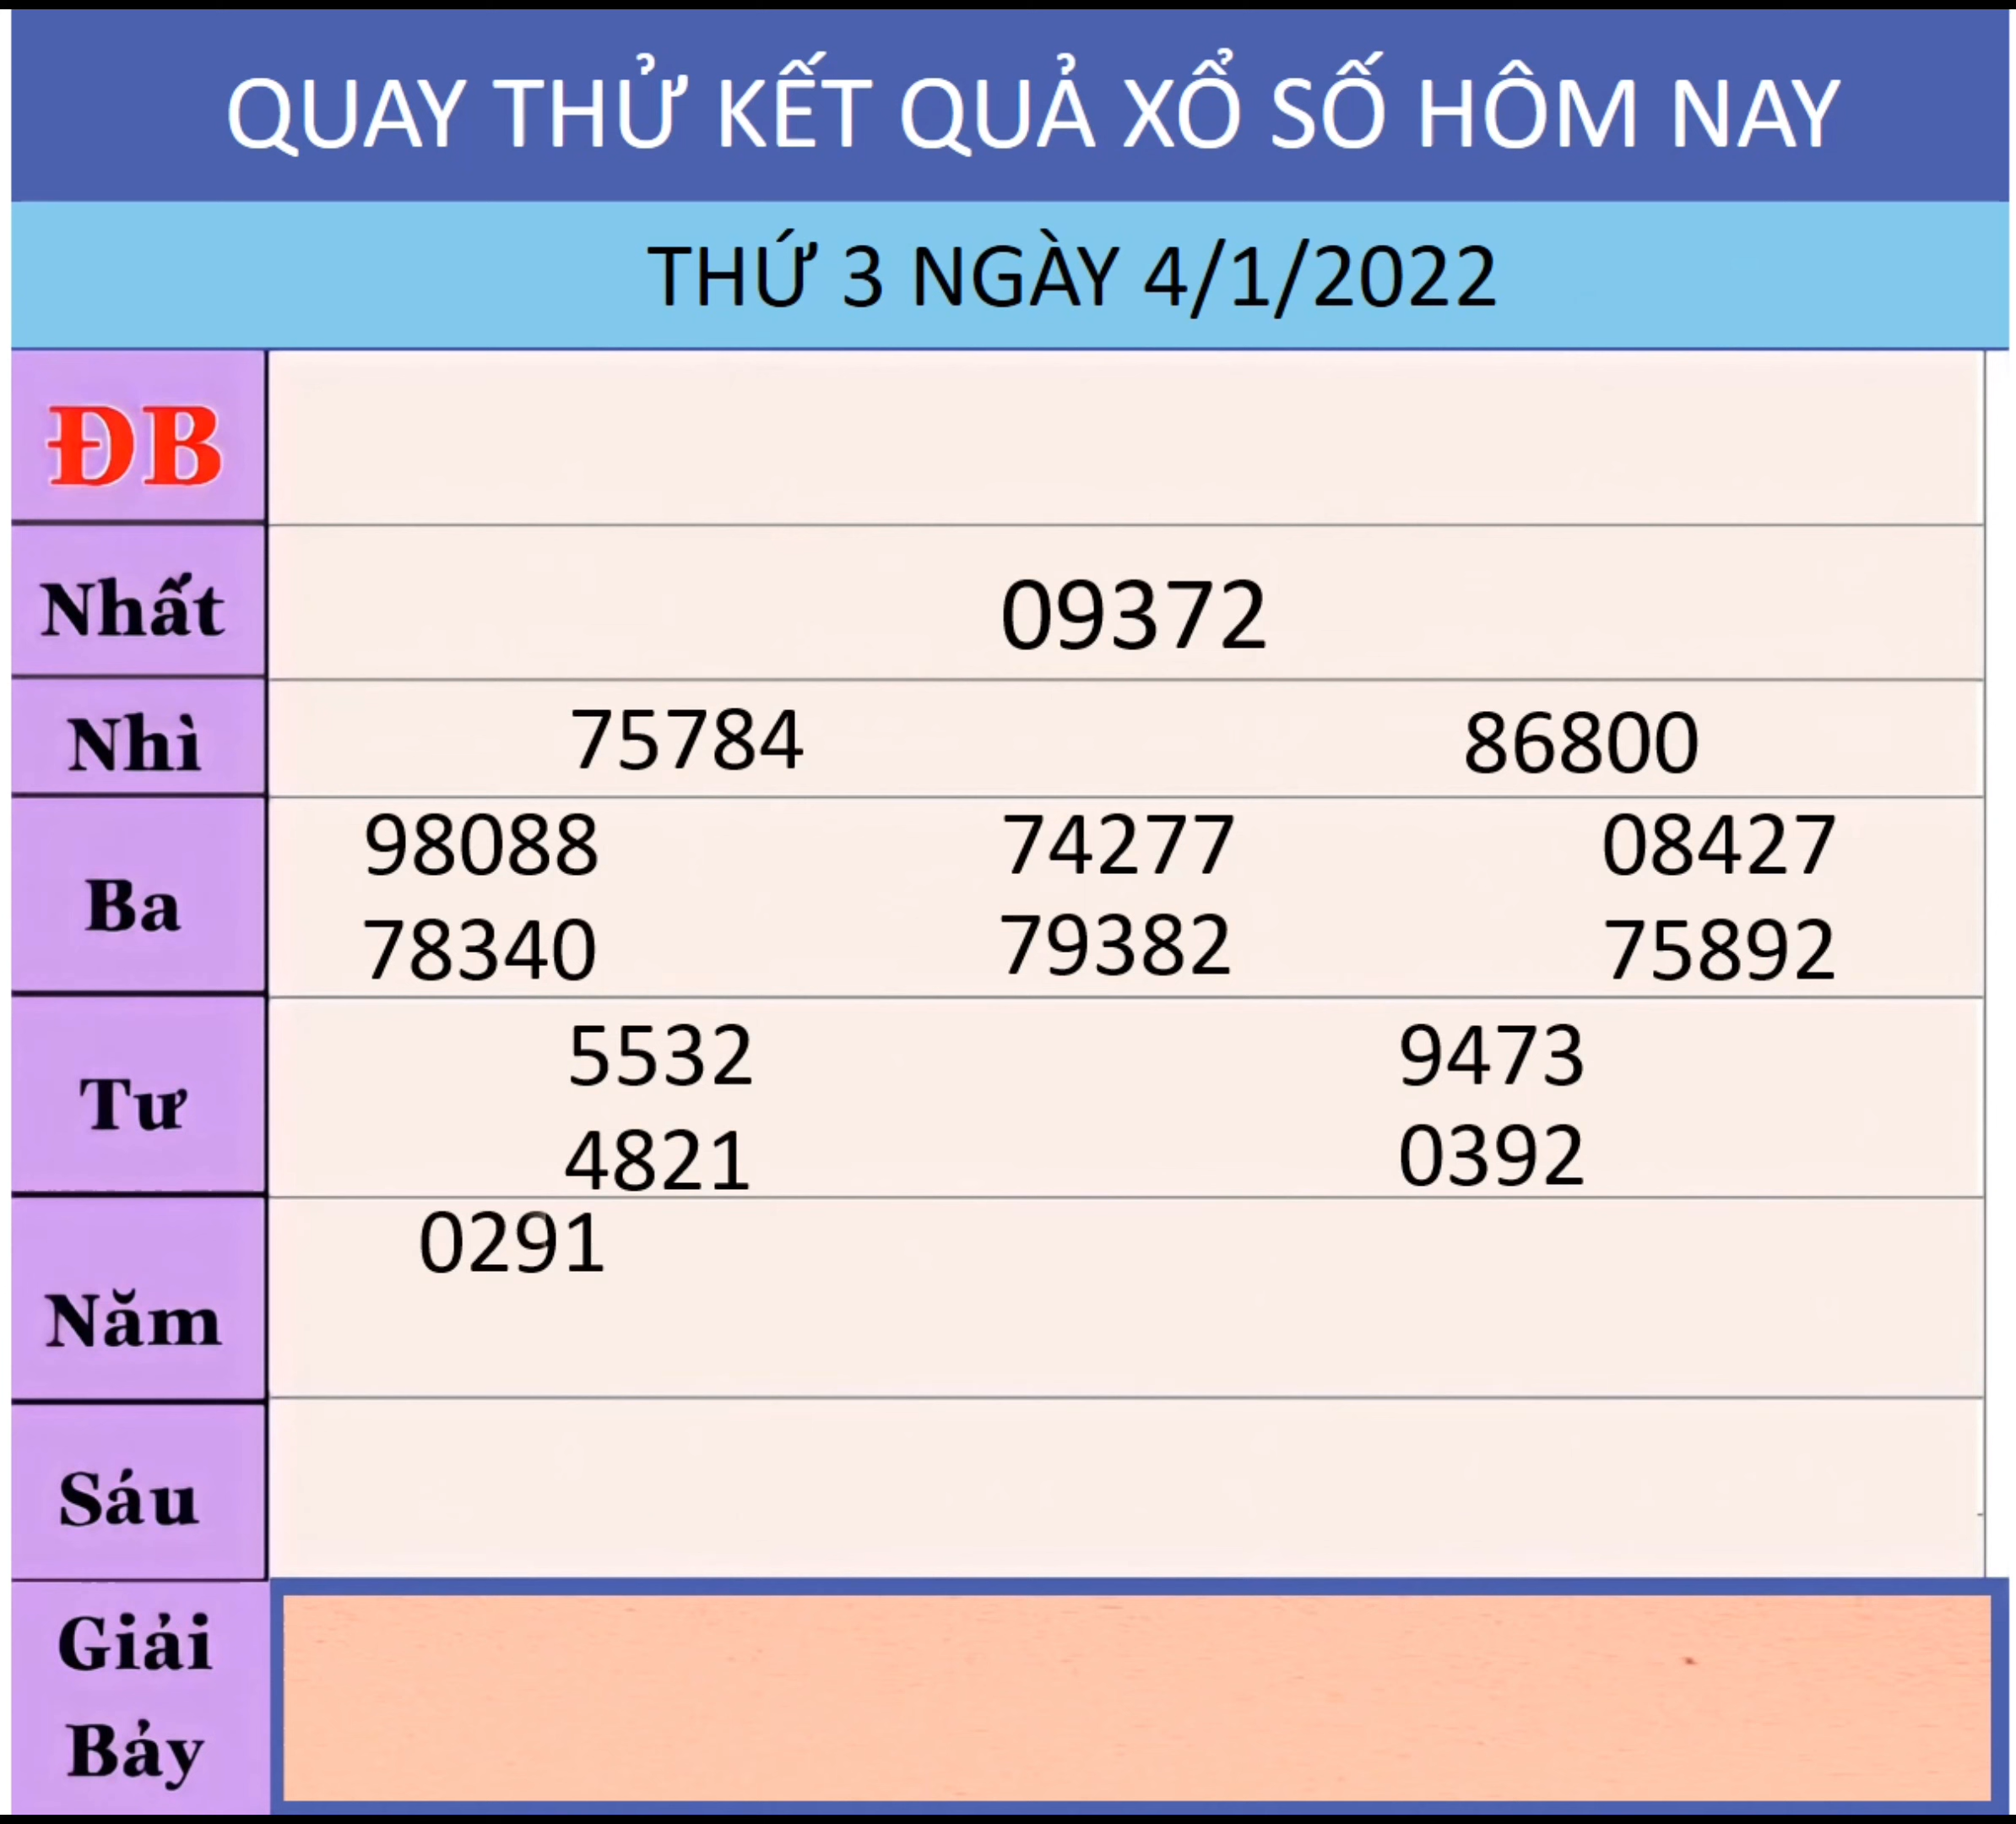 QUAY THỬ KẾT QUẢ XỔ SỐ HÔM NAY
THỨ 3 NGÀY 4/1/2022
ĐB
Nhất 09372
Nhì 75784 86800
Ba 98088 74277 08427
78340 79382 75892
Tư 5532 9473
4821 0392
Năm 0291
Sáu
Giải
Bảy